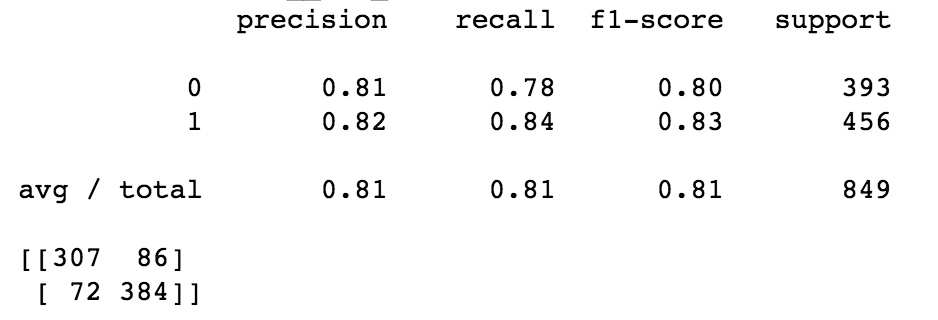 precision recall f1-score support
0 0.81 0.78 0.80 393
1 0.82 0.84 0.83 456
avg / total 0.81 0.81 0.81 849
[[307 86]
[ 72 384]]